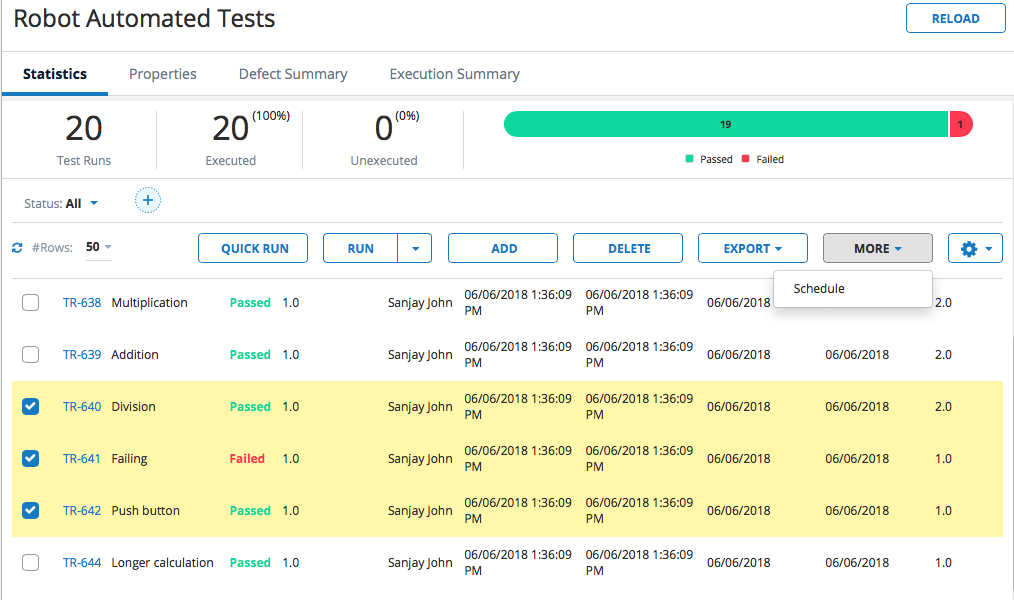 Robot Automated Tests
RELOAD
Statistics Properties Defect Summary Execution Summary
20 20 (100%) 0 (0%)
Test Runs Executed Unexecuted
19 1
Passed Failed
Status: All +
#Rows: 50 QUICK RUN RUN ADD DELETE EXPORT MORE
Schedule
TR-638 Multiplication Passed 1.0 Sanjay John 06/06/2018 1:36:09 PM 06/06/2018 1:36:09 PM 06/06/2018 2.0
TR-639 Addition Passed 1.0 Sanjay John 06/06/2018 1:36:09 PM 06/06/2018 1:36:09 PM 06/06/2018 06/06/2018 2.0
TR-640 Division Passed 1.0 Sanjay John 06/06/2018 1:36:09 PM 06/06/2018 1:36:09 PM 06/06/2018 06/06/2018 2.0
TR-641 Failing Failed 1.0 Sanjay John 06/06/2018 1:36:09 PM 06/06/2018 1:36:09 PM 06/06/2018 06/06/2018 1.0
TR-642 Push button Passed 1.0 Sanjay John 06/06/2018 1:36:09 PM 06/06/2018 1:36:09 PM 06/06/2018 06/06/2018 1.0
TR-644 Longer calculation Passed 1.0 Sanjay John 06/06/2018 1:36:09 PM 06/06/2018 1:36:09 PM 06/06/2018 06/06/2018 1.0